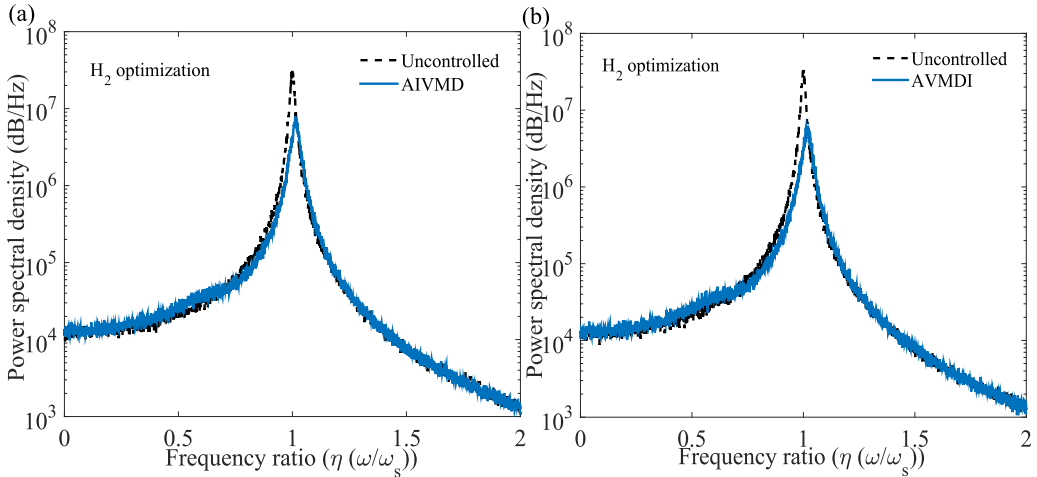 (a)
10^8
10^7
10^6
10^5
10^4
10^3
Power spectral density (dB/Hz)
H_2 optimization
Uncontrolled
AIVMD
0 0.5 1 1.5 2
Frequency ratio (η (ω/ω_s))
(b)
10^8
10^7
10^6
10^5
10^4
10^3
Power spectral density (dB/Hz)
H_2 optimization
Uncontrolled
AVMDI
0 0.5 1 1.5 2
Frequency ratio (η (ω/ω_s))